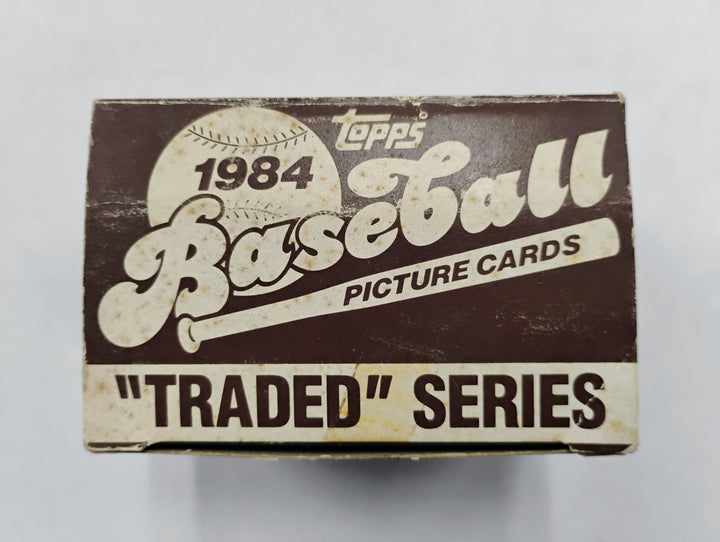 topps®
1984
Baseball
PICTURE CARDS
"TRADED" SERIES